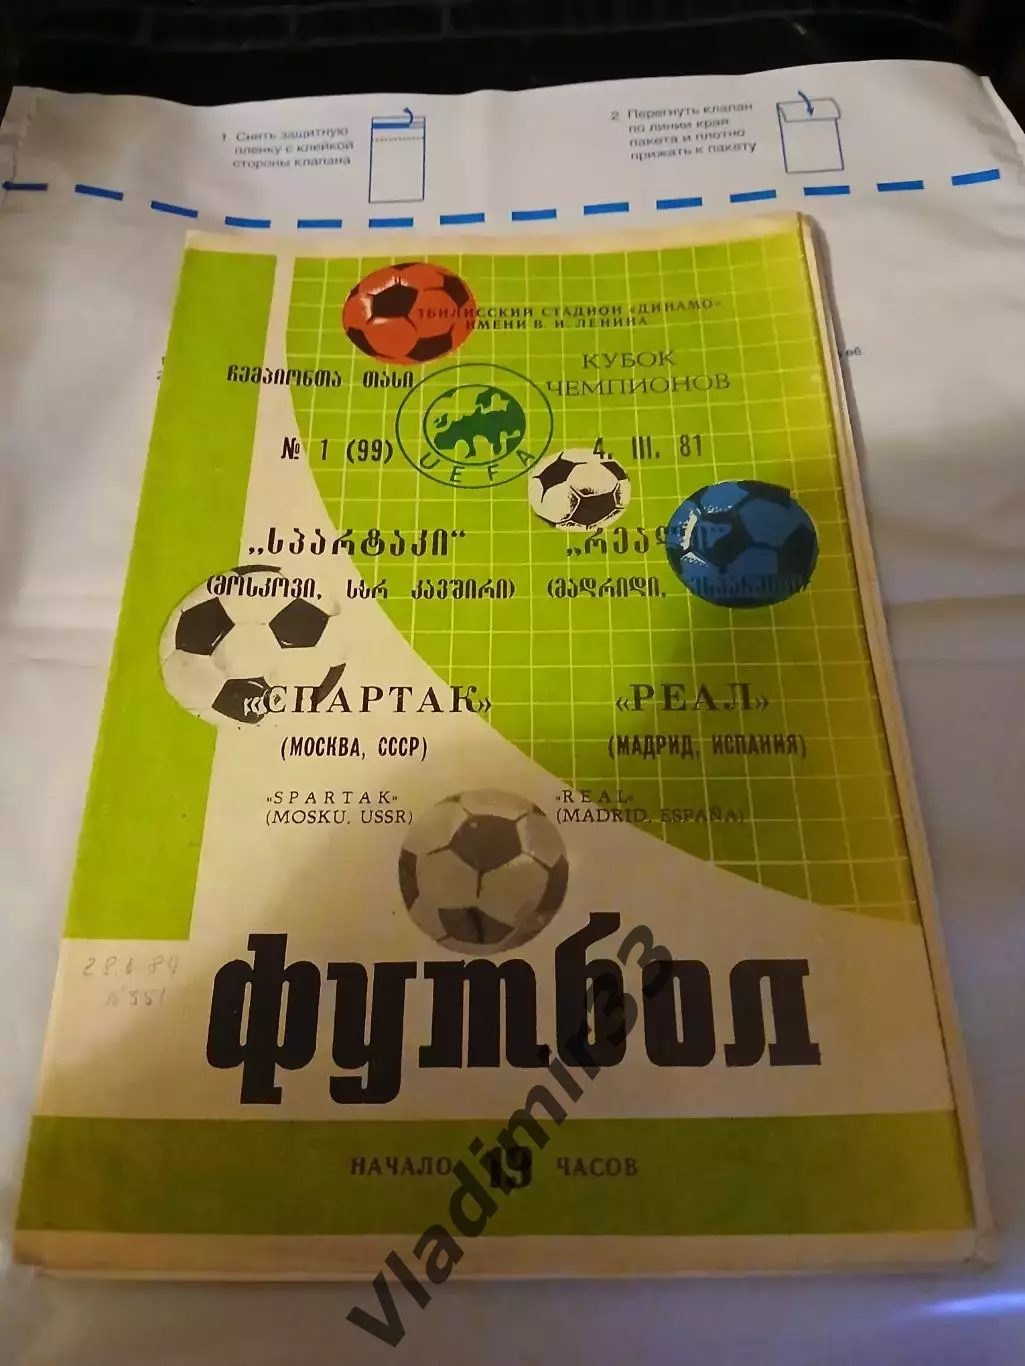 1. Снять защитную
пленку с клейкой
стороны клапана
2 Перегнуть клапан
по линии края
пакета и плотно
прижать к пакету
ТБИЛИССКИЙ СТАДИОН «ДИНАМО»
ИМЕНИ В. И. ЛЕНИНА
ჩემპიონთა თასი
КУБОК
ЧЕМПИОНОВ
№ 1 (99)
4. III. 81
UEFA
„სპარტაკი“
(მოსკოვი, სსრ კავშირი)
„რეალი“
(მადრიდი, ესპანეთი)
«СПАРТАК»
(МОСКВА, СССР)
«РЕАЛ»
(МАДРИД, ИСПАНИЯ)
«SPARTAK»
(MOSKU, USSR)
«REAL»
(MADRID, ESPAÑA)
28.6 84
N 551
футбол
НАЧАЛО 19 ЧАСОВ
vladimir33